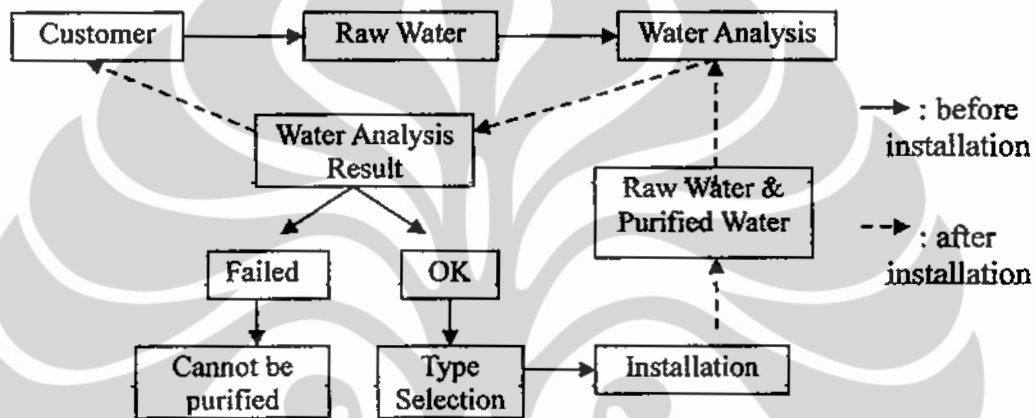 Customer
Raw Water
Water Analysis
Water Analysis
Result
: before
installation
Raw Water &
Purified Water
: after
installation
Failed
OK
Cannot be
purified
Type
Selection
Installation